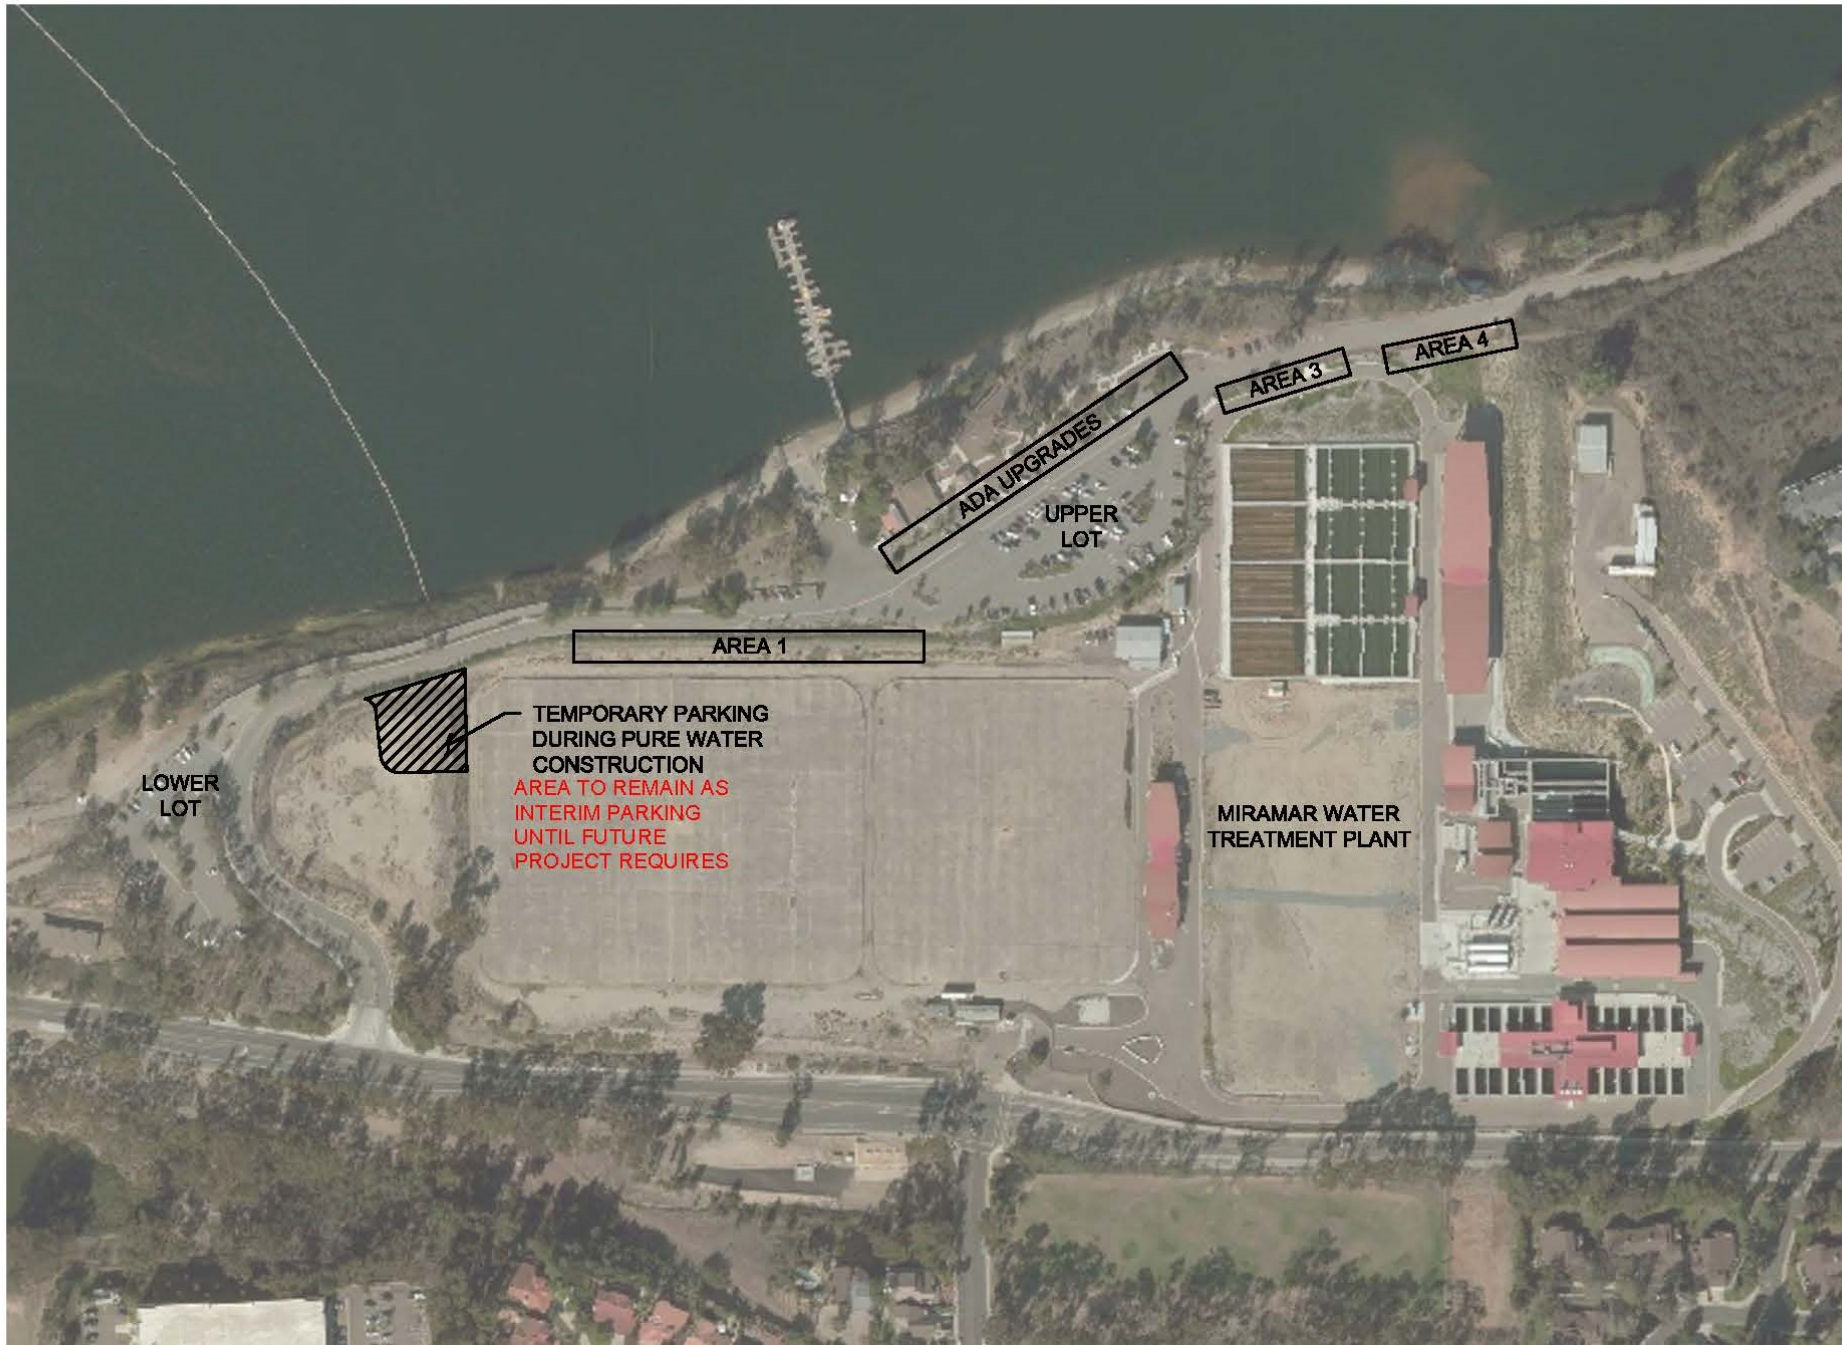 AREA 4
AREA 3
ADA UPGRADES
UPPER
LOT
AREA 1
TEMPORARY PARKING
DURING PURE WATER
CONSTRUCTION
AREA TO REMAIN AS
INTERIM PARKING
UNTIL FUTURE
PROJECT REQUIRES
LOWER
LOT
MIRAMAR WATER
TREATMENT PLANT